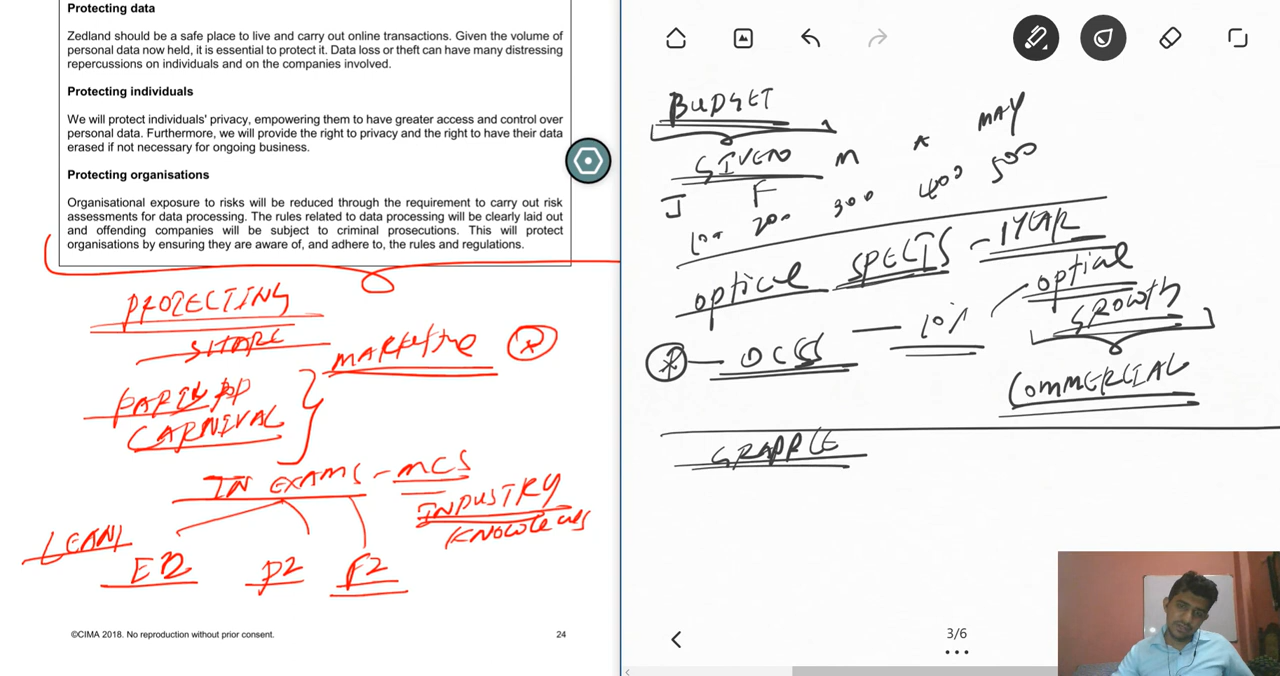 Protecting data
Zedland should be a safe place to live and carry out online transactions. Given the volume of
personal data now held, it is essential to protect it. Data loss or theft can have many distressing
repercussions on individuals and on the companies involved.
Protecting individuals
We will protect individuals' privacy, empowering them to have greater access and control over
personal data. Furthermore, we will provide the right to privacy and the right to have their data
erased if not necessary for ongoing business.
Protecting organisations
Organisational exposure to risks will be reduced through the requirement to carry out risk
assessments for data processing. The rules related to data processing will be clearly laid out
and offending companies will be subject to criminal prosecutions. This will protect
organisations by ensuring they are aware of, and adhere to, the rules and regulations.
PROTECTING
SHARE
MARKETING
CARNIVAL
IN EXAMS - MCS
INDUSTRY
E2 P2 F2
©CIMA 2018. No reproduction without prior consent.
24
BUDGET
GIVEN M A MAY
J F
100 200 300 400 500
optical SPECTS - 1 YEAR
OCS — 10% optical
GROWTH
COMMERCIAL
GRAPPLE
3/6